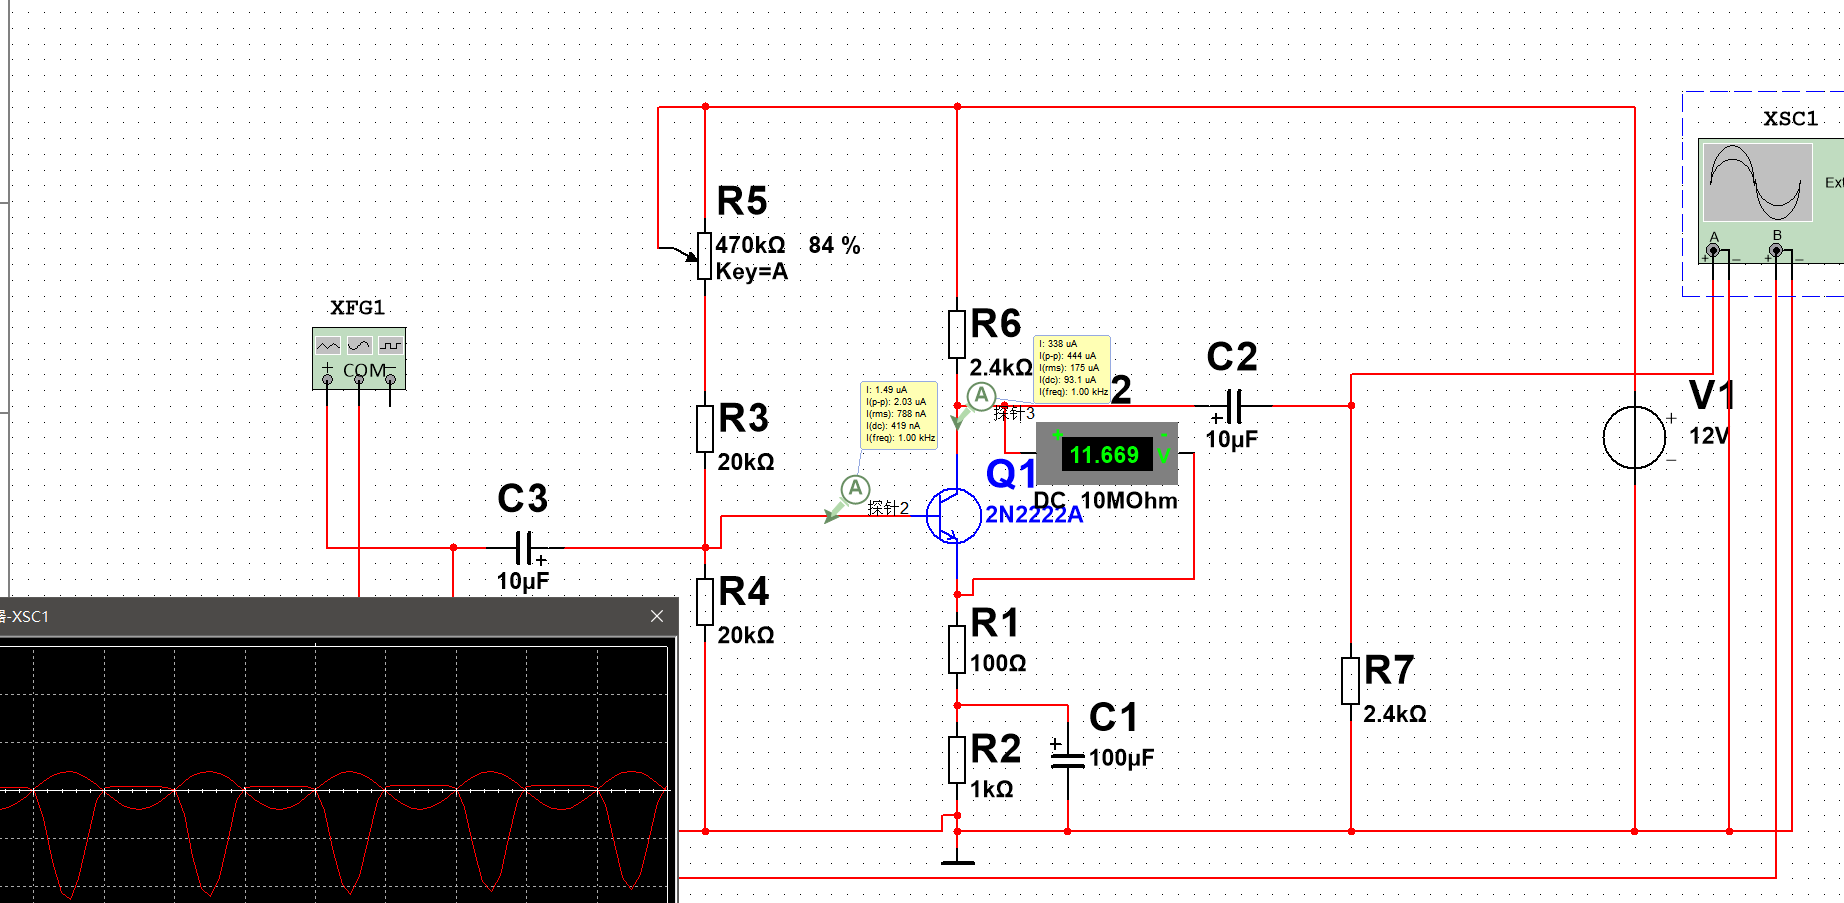 XSC1
Ext
A
B
+
−
+
−
R5
470kΩ 84 %
Key=A
XFG1
+
COM
−
R6
2.4kΩ
I: 338 uA
I(p-p): 444 uA
I(rms): 175 uA
I(dc): 93.1 uA
I(freq): 1.00 kHz
2
A
探针3
C2
+
10µF
V1
+
12V
−
I: 1.49 uA
I(p-p): 2.03 uA
I(rms): 788 nA
I(dc): 419 nA
I(freq): 1.00 kHz
R3
20kΩ
+
-
11.669
V
DC 10MOhm
Q1
2N2222A
A
探针2
C3
+
10µF
R4
20kΩ
R1
100Ω
R7
2.4kΩ
C1
+
100µF
R2
1kΩ
器-XSC1